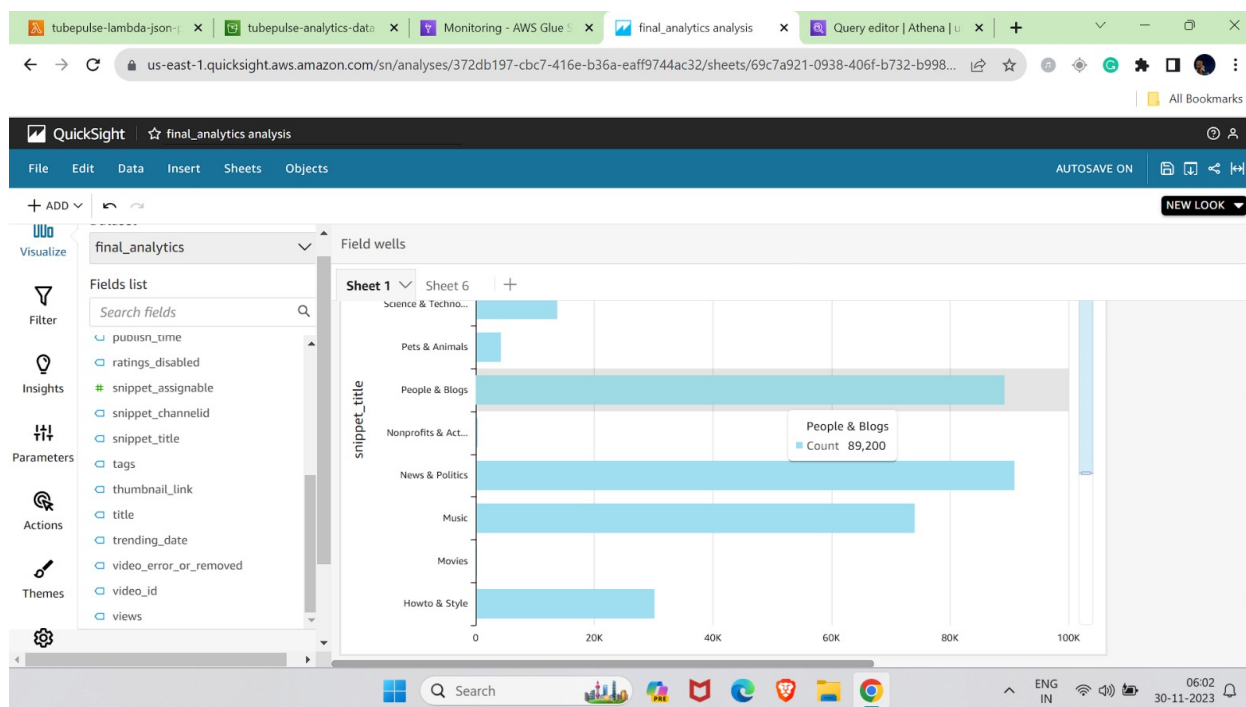 tubepulse-lambda-json-p
tubepulse-analytics-data
Monitoring - AWS Glue S
final_analytics analysis
Query editor | Athena | u
us-east-1.quicksight.aws.amazon.com/sn/analyses/372db197-cbc7-416e-b36a-eaff9744ac32/sheets/69c7a921-0938-406f-b732-b998...
All Bookmarks
QuickSight
final_analytics analysis
File Edit Data Insert Sheets Objects
AUTOSAVE ON
+ ADD
NEW LOOK
Visualize
Filter
Insights
Parameters
Actions
Themes
final_analytics
Fields list
Search fields
publish_time
ratings_disabled
# snippet_assignable
snippet_channelid
snippet_title
tags
thumbnail_link
title
trending_date
video_error_or_removed
video_id
views
Field wells
Sheet 1 Sheet 6 +
snippet_title
Science & Techno...
Pets & Animals
People & Blogs
Nonprofits & Act...
News & Politics
Music
Movies
Howto & Style
People & Blogs
Count 89,200
0 20K 40K 60K 80K 100K
Search
PRE
ENG
IN
06:02
30-11-2023